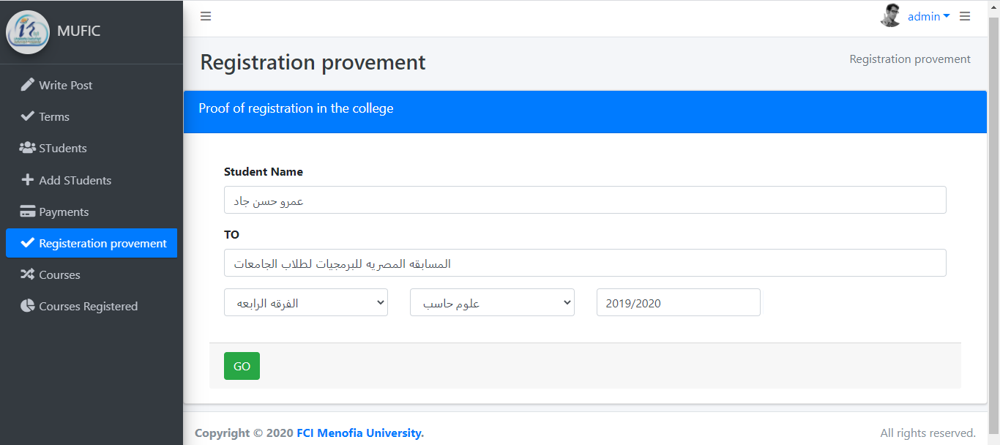 MUFIC
Write Post
Terms
STudents
Add STudents
Payments
Registeration provement
Courses
Courses Registered
admin
Registration provement
Registration provement
Proof of registration in the college
Student Name
عمرو حسن جاد
TO
المسابقه المصريه للبرمجيات لطلاب الجامعات
الفرقه الرابعه
علوم حاسب
2019/2020
GO
Copyright © 2020 FCI Menofia University.
All rights reserved.